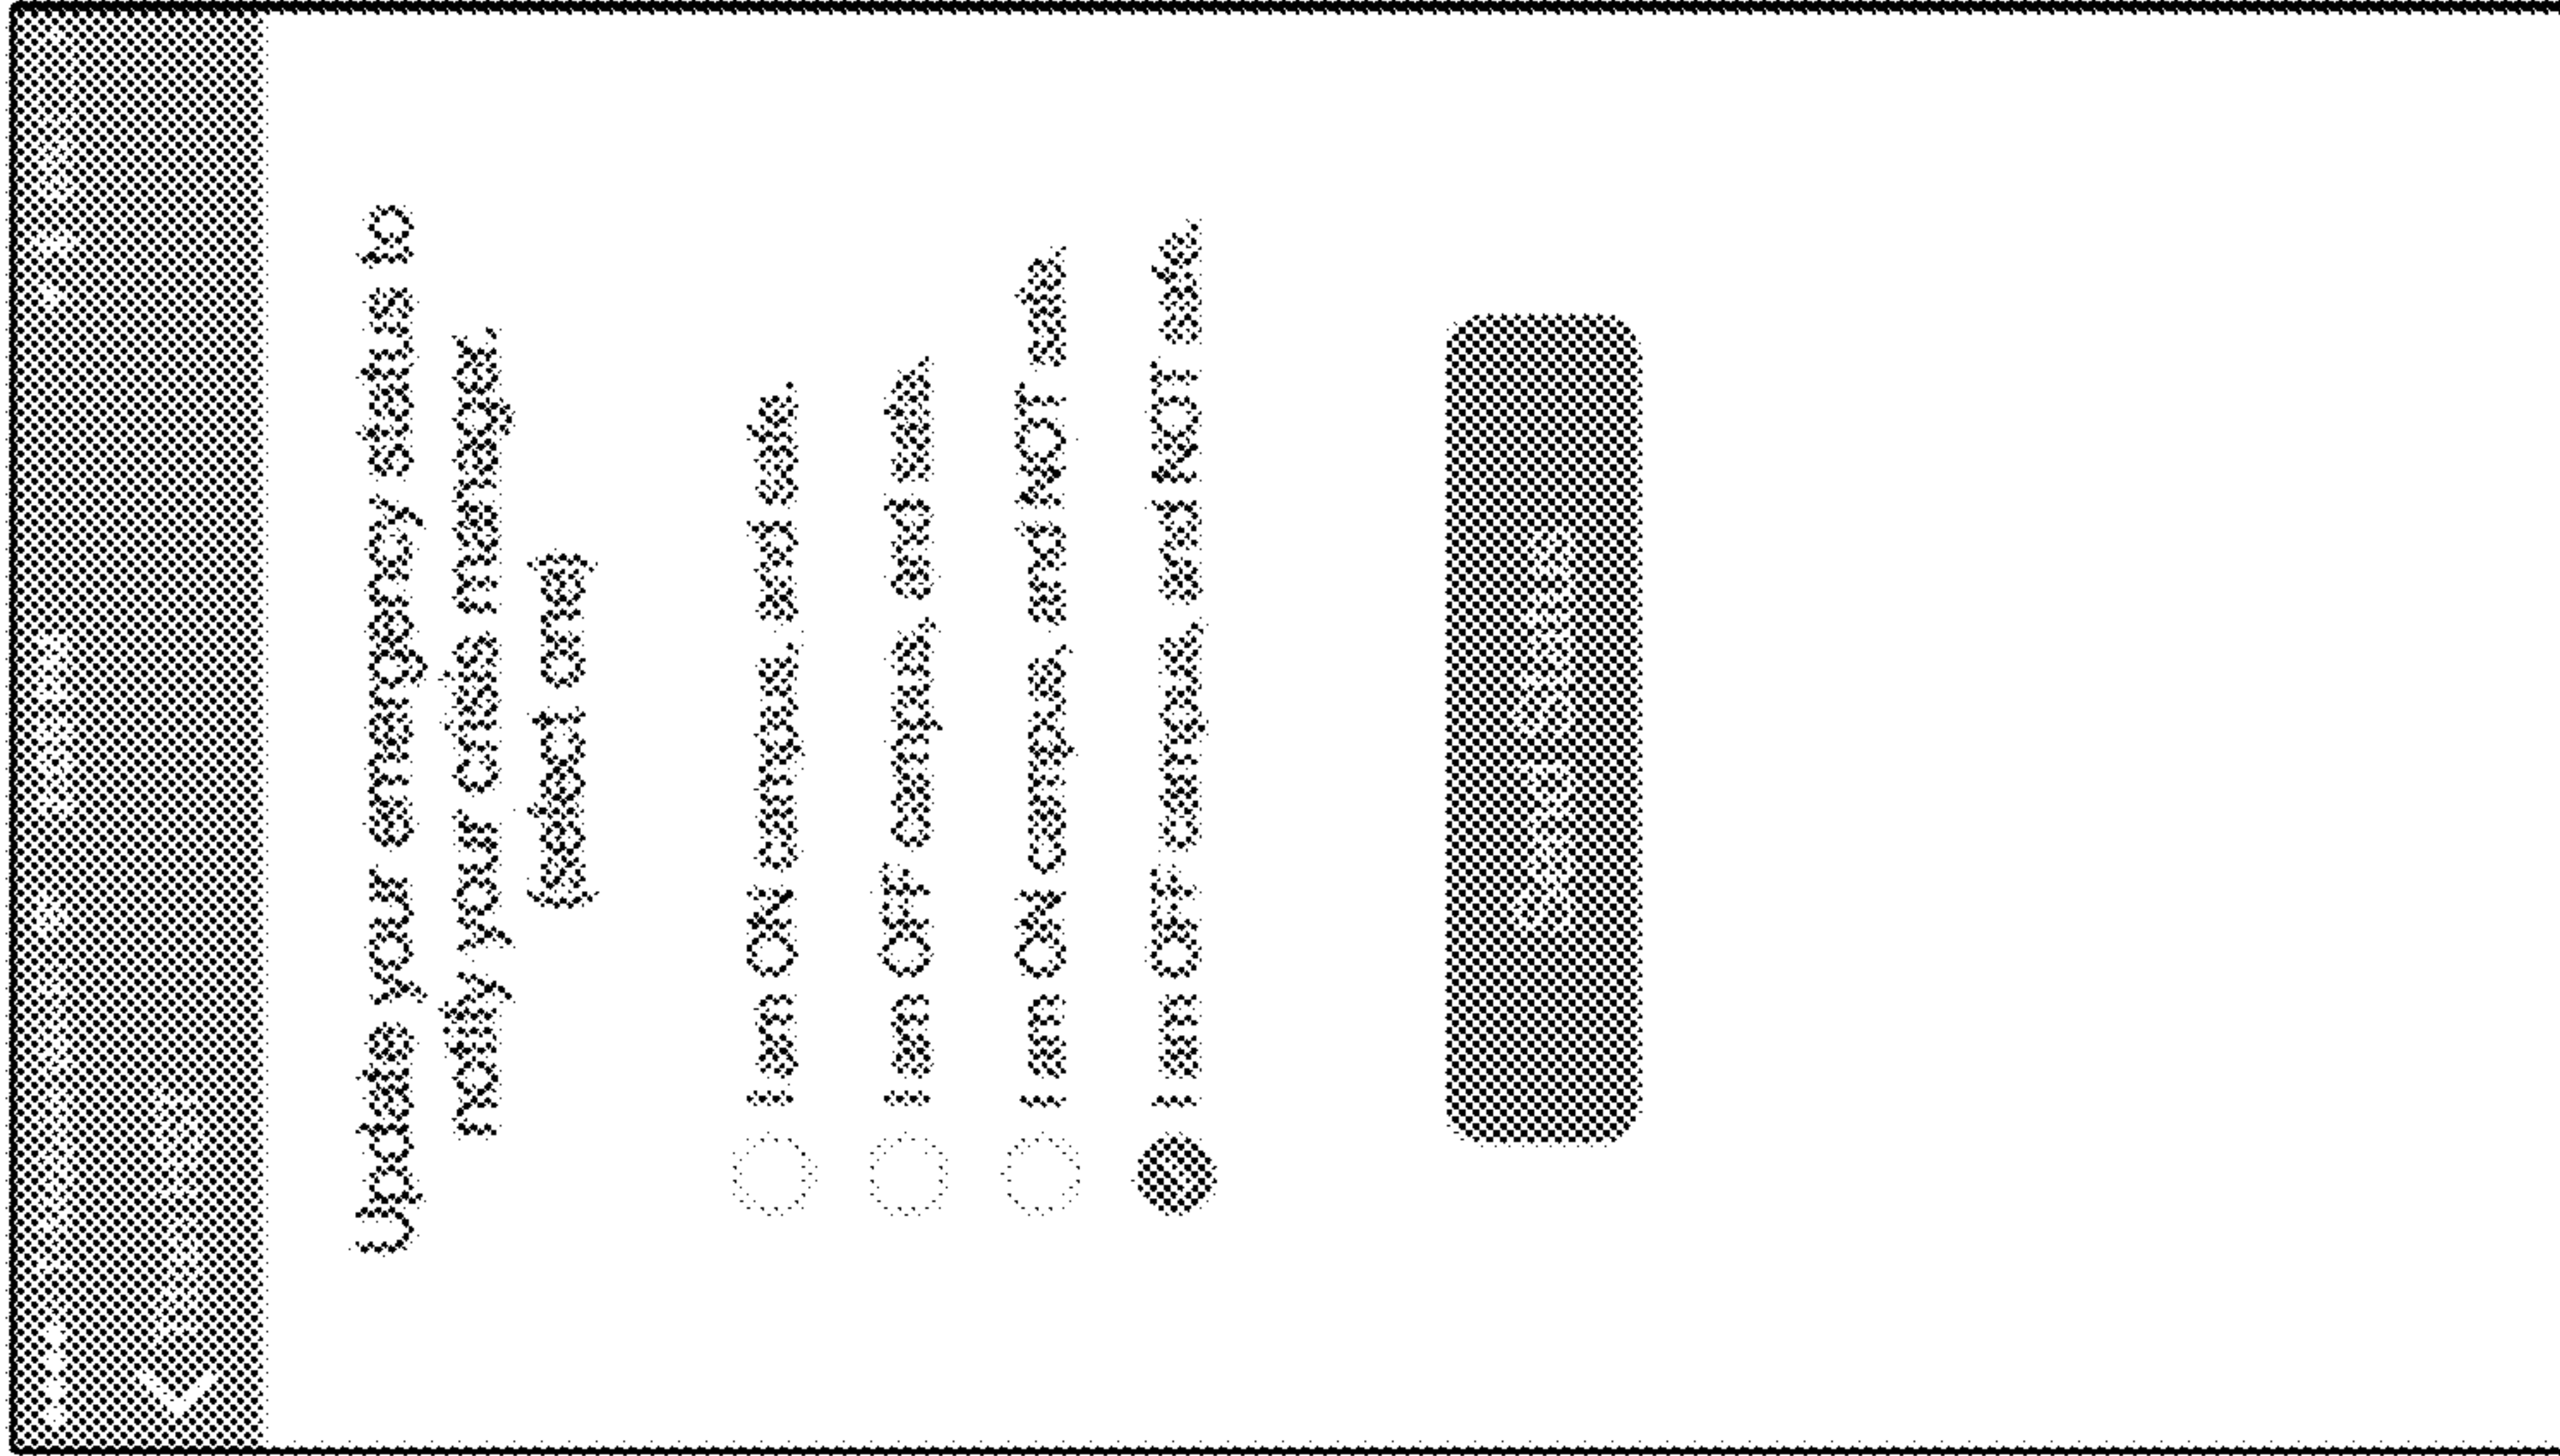 Update your emergency status to
notify your crisis manager.
(select one)
I am ON campus, and safe.
I am OFF campus, and safe.
I am ON campus, and NOT safe.
I am OFF campus, and NOT safe.